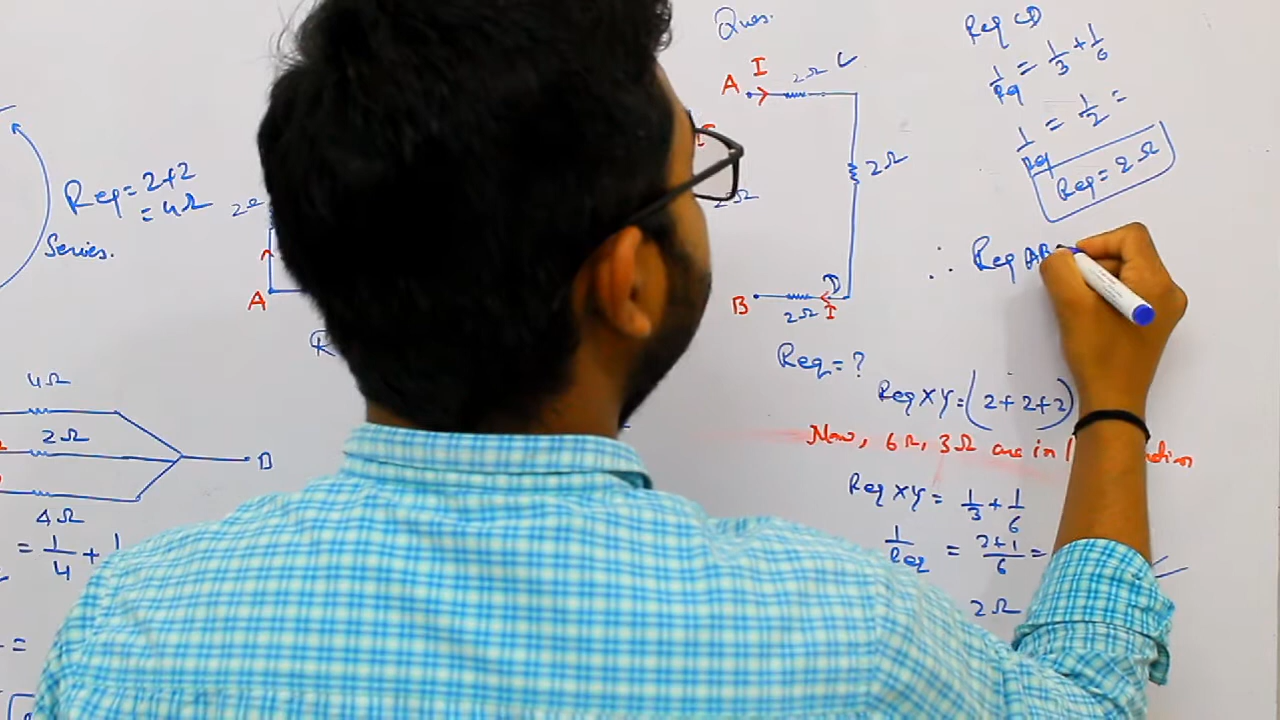 Req = 2+2
= 4Ω
Series.
2Ω
A
4Ω
2Ω
B
4Ω
= 1/4 +
=
Ques.
A I 2Ω C
I
2Ω
2Ω
B 2Ω I D
Req = ?
Req XY = (2+2+2)
Now, 6Ω, 3Ω are in
Req XY = 1/3 + 1/6
1/Req = 2+1/6 =
2Ω
Req CD
1/Req = 1/3 + 1/6
1/Req = 1/2 =
Req = 2Ω
∴ Req AB